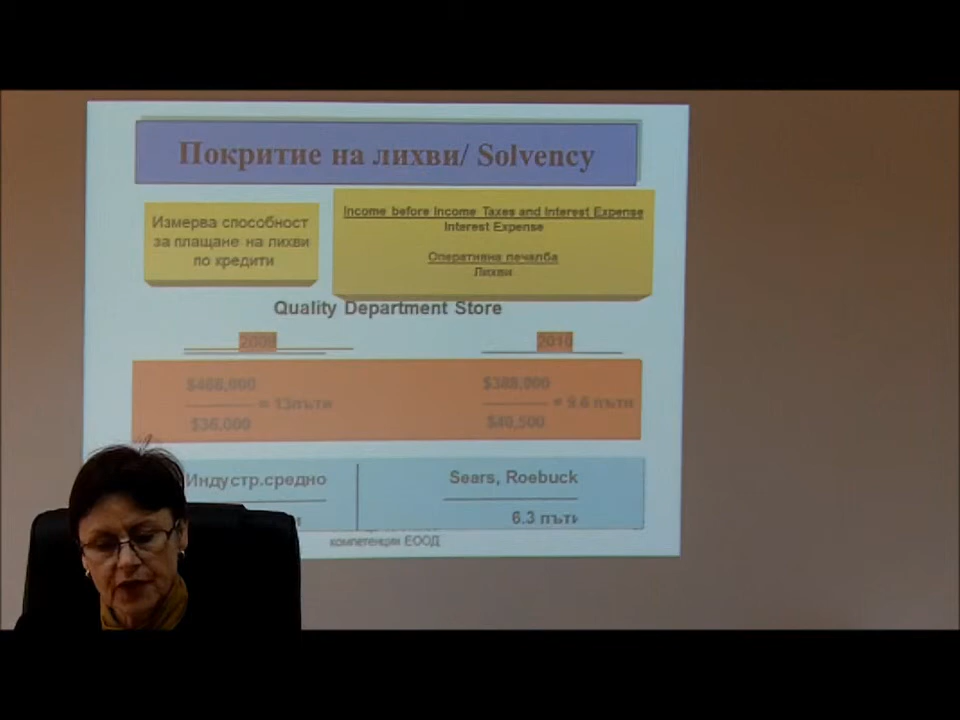 Покритие на лихви/ Solvency
Измерва способност
за плащане на лихви
по кредити
Income before Income Taxes and Interest Expense
Interest Expense
Оперативна печалба
Лихви
Quality Department Store
2009
2010
$468,000
= 13пъти
$36,000
$388,000
= 9.6 пъти
$40,500
Индустр.средно
Sears, Roebuck
6.3 пъти
компетенции ЕООД